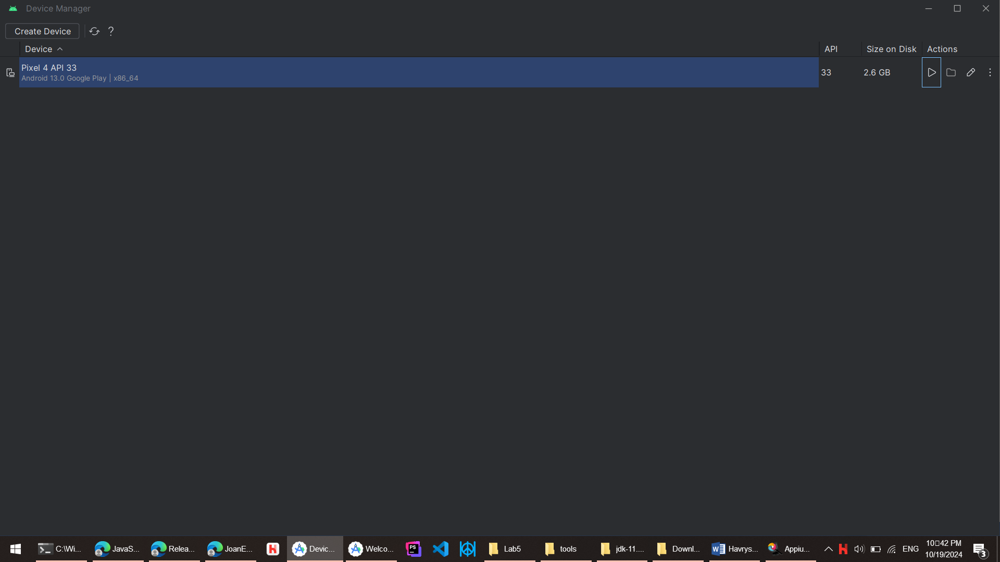 Device Manager
Create Device
?
Device API Size on Disk Actions
Pixel 4 API 33
Android 13.0 Google Play | x86_64
33 2.6 GB
C:\Wi... JavaS... Relea... JoanE... Devic... Welco... PS Lab5 tools jdk-11.... Downl... Havrys... Appiu... ENG
10▯42 PM
10/19/2024
3